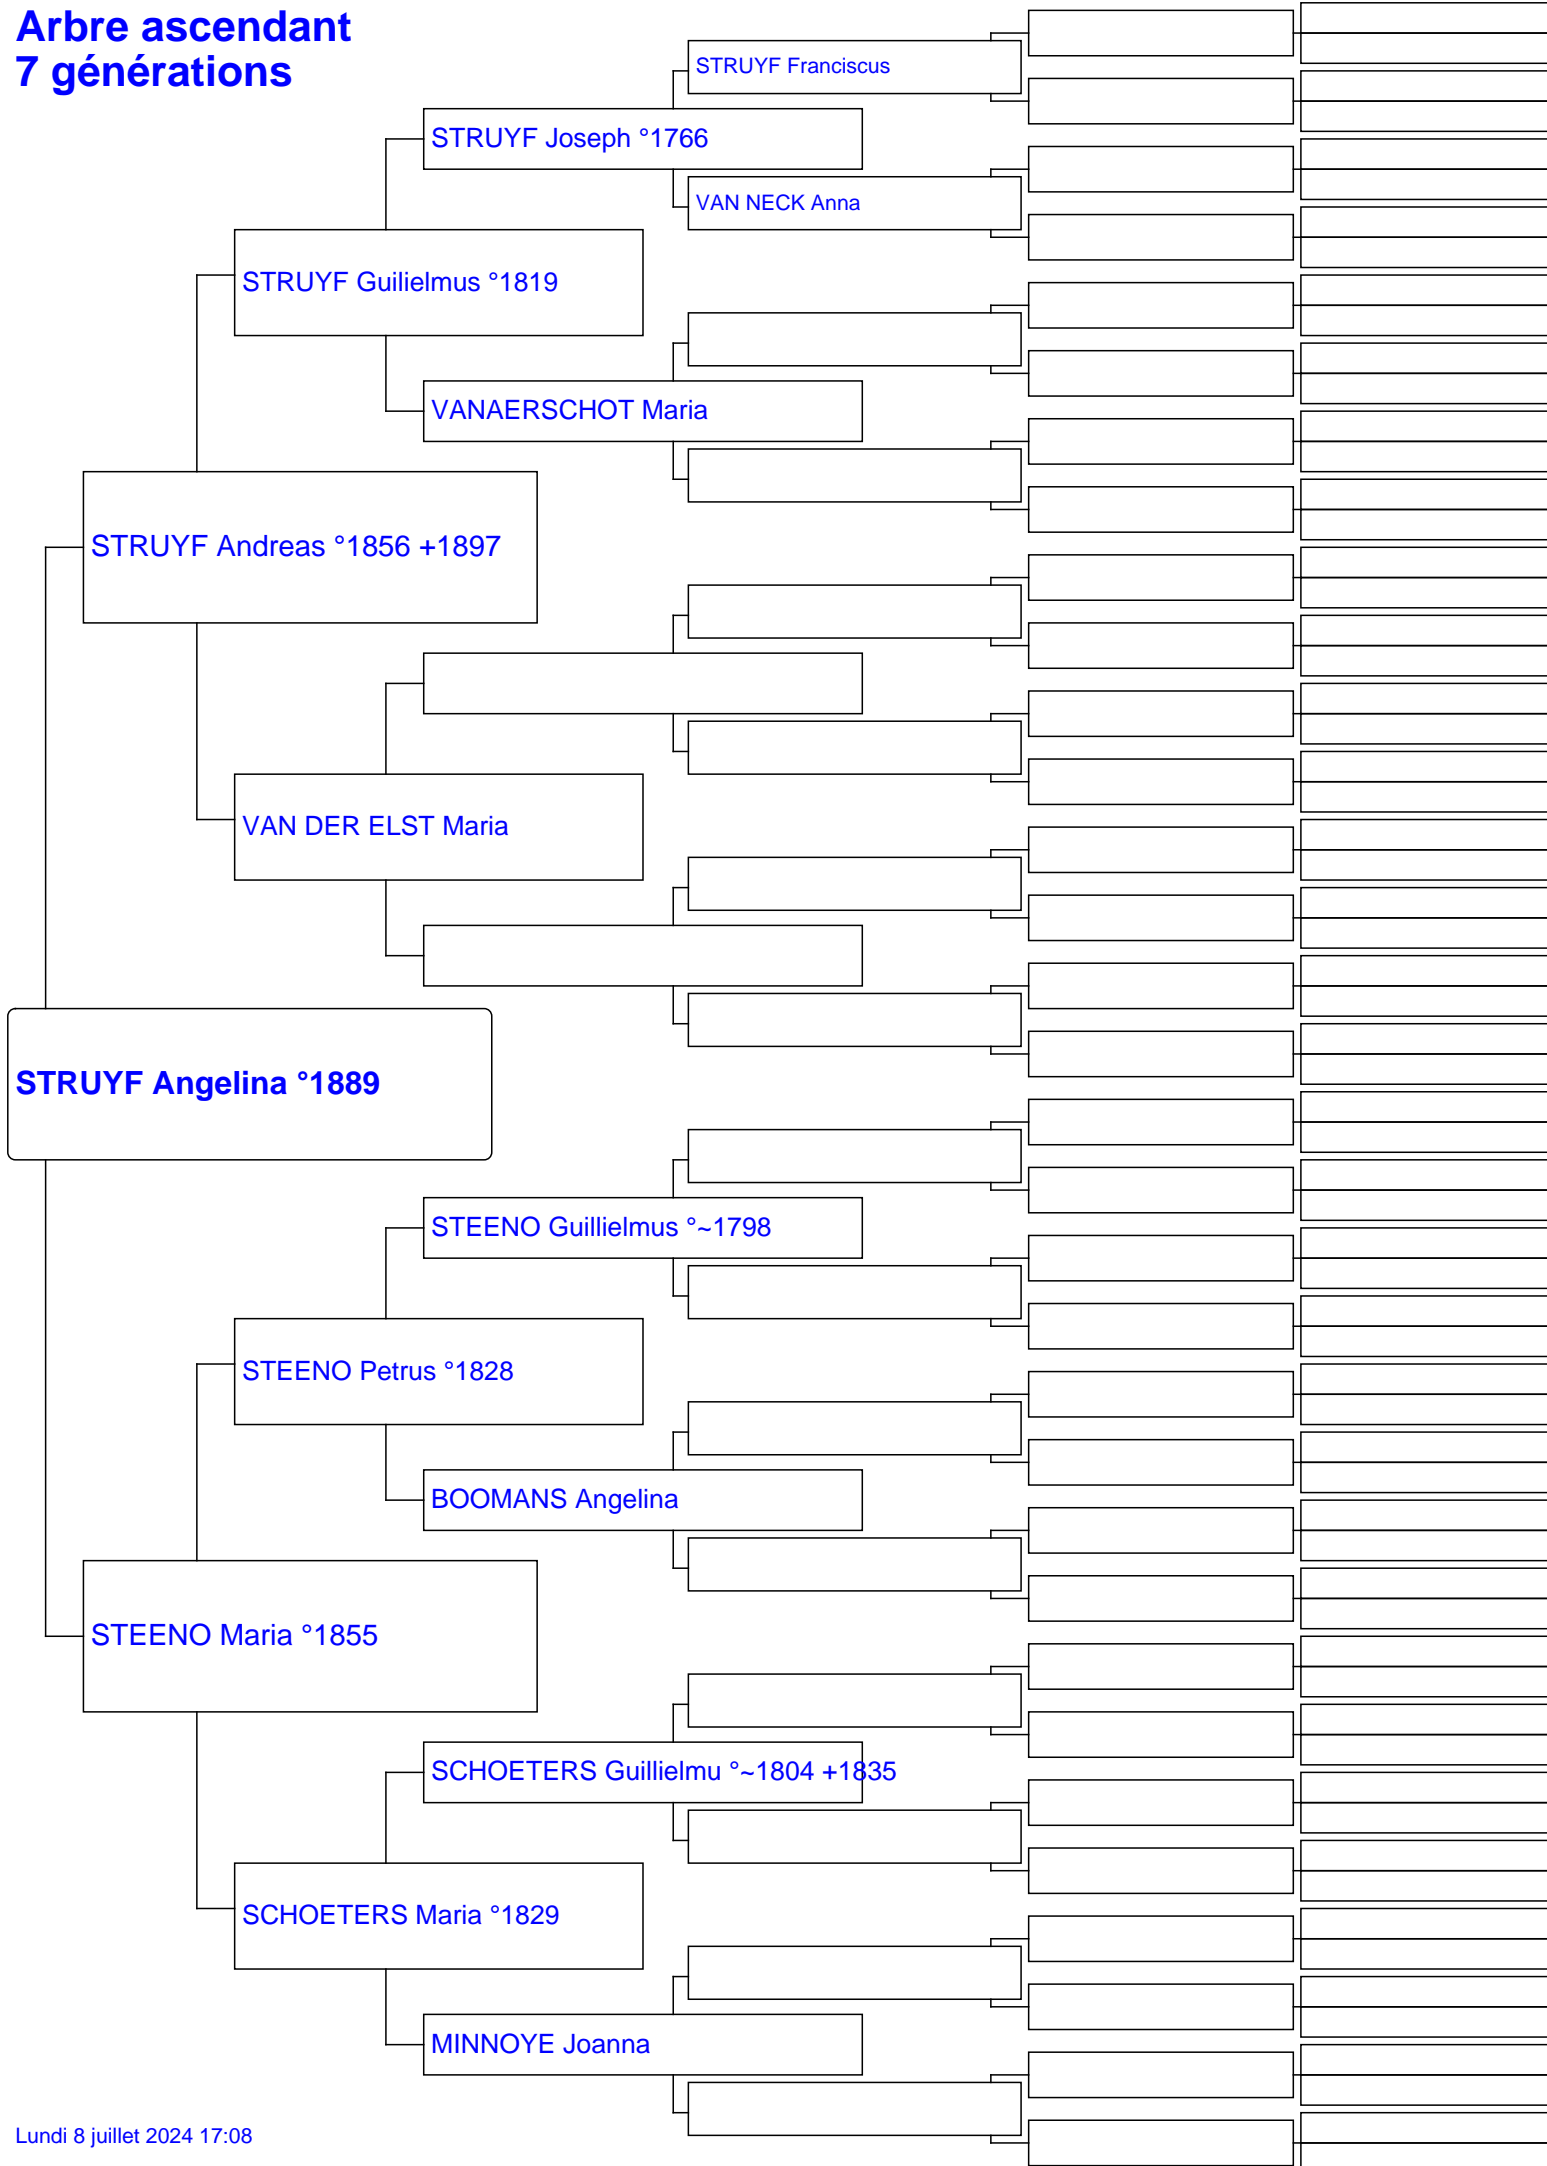 Arbre ascendant
7 générations
STRUYF Franciscus
STRUYF Joseph °1766
VAN NECK Anna
STRUYF Guilielmus °1819
VANAERSCHOT Maria
STRUYF Andreas °1856 +1897
VAN DER ELST Maria
STRUYF Angelina °1889
STEENO Guillielmus °~1798
STEENO Petrus °1828
BOOMANS Angelina
STEENO Maria °1855
SCHOETERS Guillielmu °~1804 +1835
SCHOETERS Maria °1829
MINNOYE Joanna
Lundi 8 juillet 2024 17:08